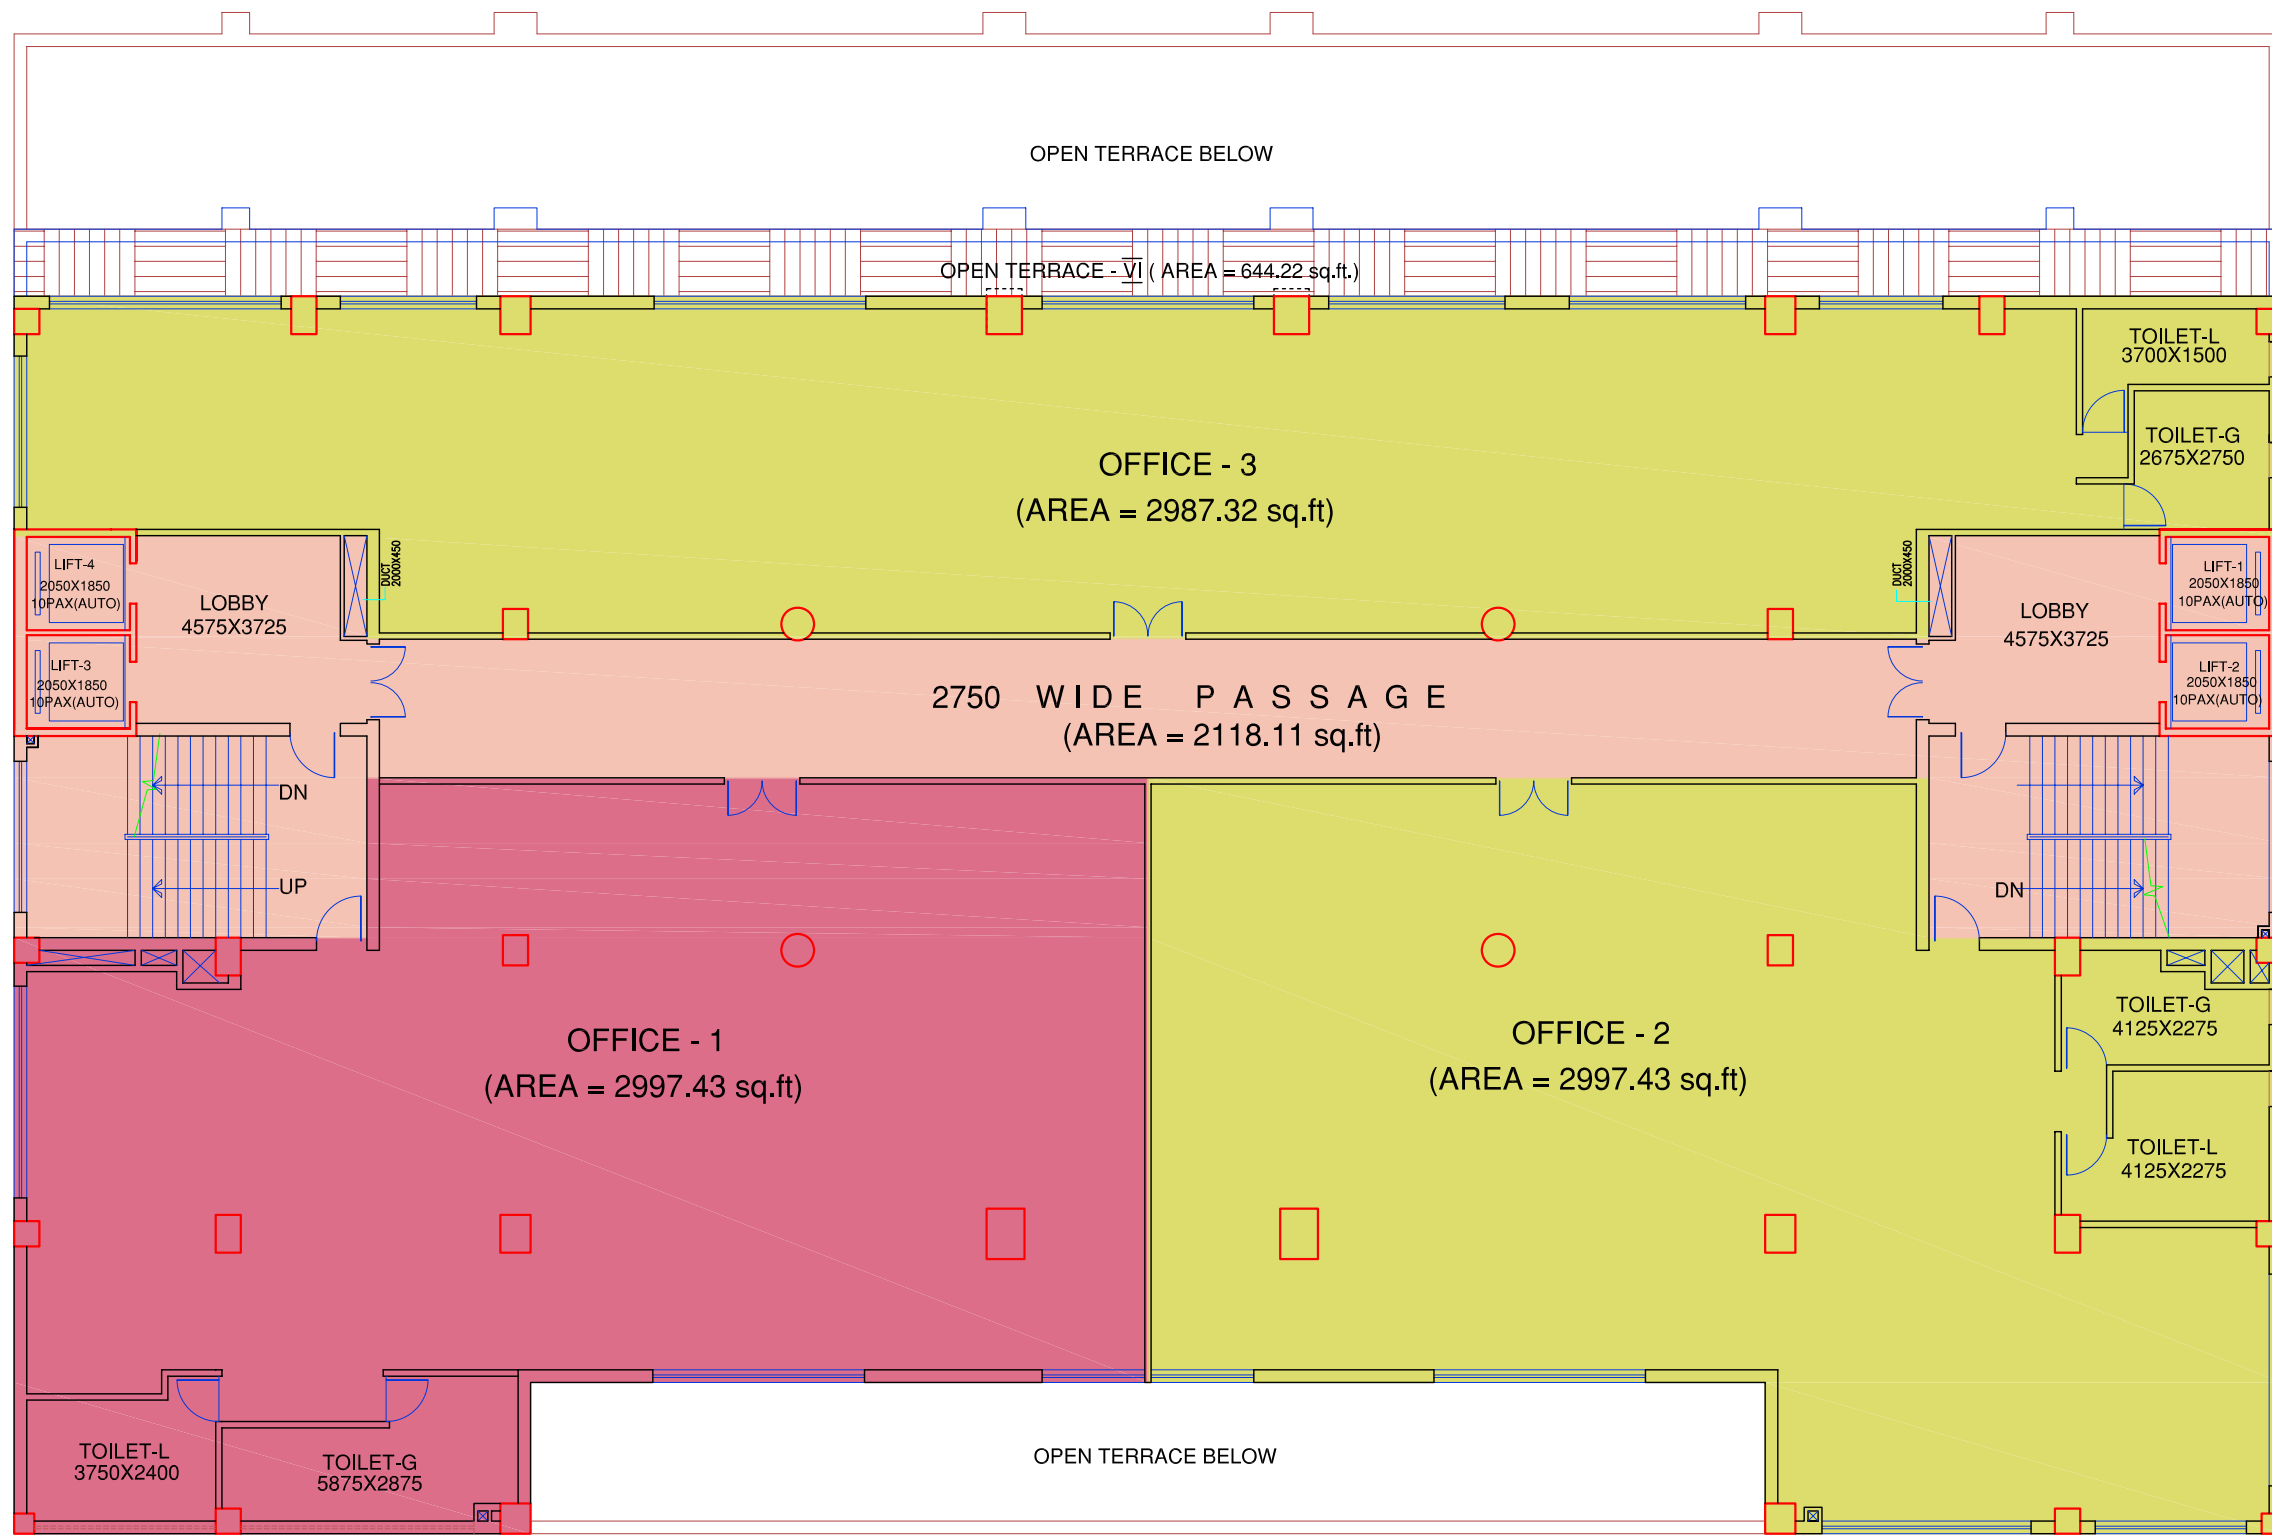 OPEN TERRACE BELOW
OPEN TERRACE - VI ( AREA = 644.22 sq.ft.)
TOILET-L
3700X1500
OFFICE - 3
(AREA = 2987.32 sq.ft)
TOILET-G
2675X2750
LIFT-4
2050X1850
10PAX(AUTO)
LOBBY
4575X3725
DUCT
2000X450
DUCT
2000X450
LOBBY
4575X3725
LIFT-1
2050X1850
10PAX(AUTO)
LIFT-3
2050X1850
10PAX(AUTO)
2750 WIDE PASSAGE
(AREA = 2118.11 sq.ft)
LIFT-2
2050X1850
10PAX(AUTO)
DN
UP
DN
OFFICE - 1
(AREA = 2997.43 sq.ft)
OFFICE - 2
(AREA = 2997.43 sq.ft)
TOILET-G
4125X2275
TOILET-L
4125X2275
TOILET-L
3750X2400
TOILET-G
5875X2875
OPEN TERRACE BELOW